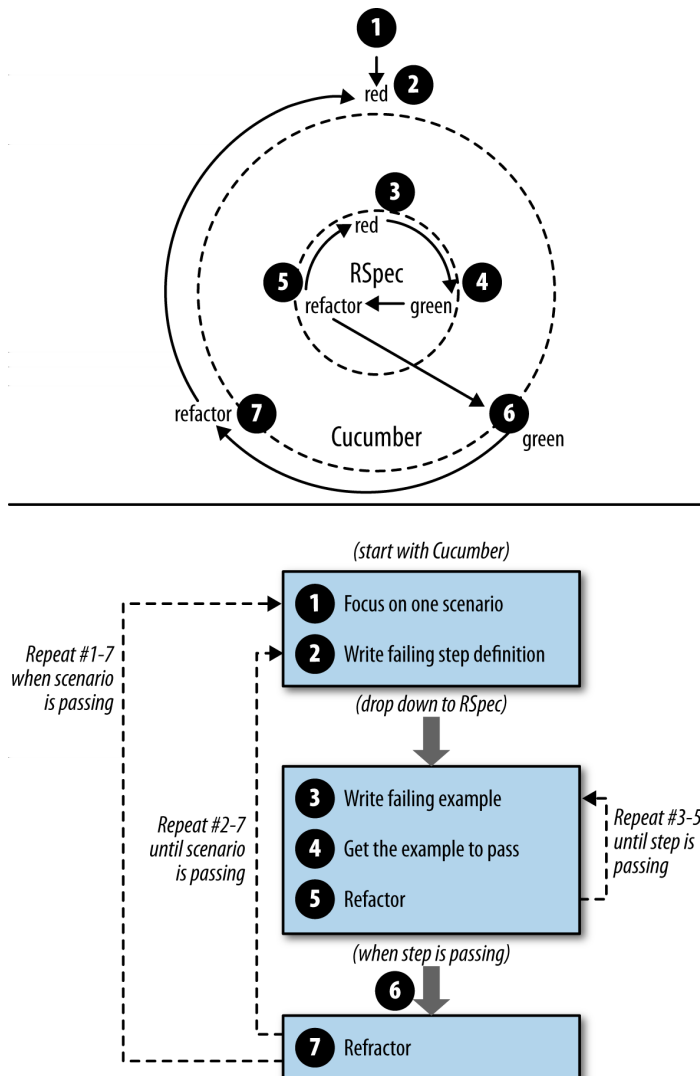 1
red 2
3
red
5 RSpec 4
refactor green
refactor 7 6
Cucumber green
(start with Cucumber)
1 Focus on one scenario
2 Write failing step definition
Repeat #1-7
when scenario
is passing
(drop down to RSpec)
3 Write failing example
4 Get the example to pass
5 Refactor
Repeat #2-7
until scenario
is passing
Repeat #3-5
until step is
passing
(when step is passing)
6
7 Refractor